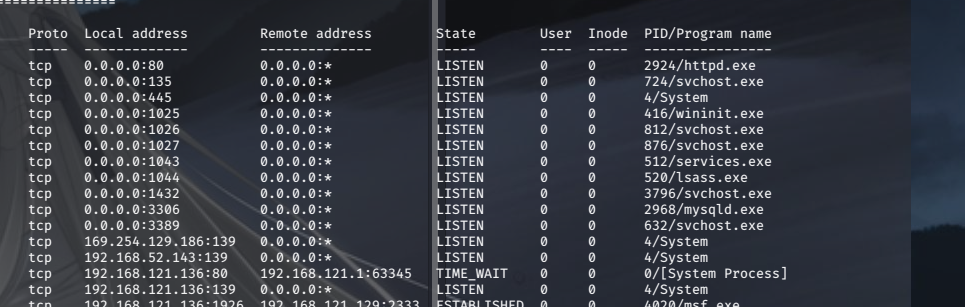 ===============
Proto Local address Remote address State User Inode PID/Program name
----- ------------- -------------- ----- ---- ----- ----------------
tcp 0.0.0.0:80 0.0.0.0:* LISTEN 0 0 2924/httpd.exe
tcp 0.0.0.0:135 0.0.0.0:* LISTEN 0 0 724/svchost.exe
tcp 0.0.0.0:445 0.0.0.0:* LISTEN 0 0 4/System
tcp 0.0.0.0:1025 0.0.0.0:* LISTEN 0 0 416/wininit.exe
tcp 0.0.0.0:1026 0.0.0.0:* LISTEN 0 0 812/svchost.exe
tcp 0.0.0.0:1027 0.0.0.0:* LISTEN 0 0 876/svchost.exe
tcp 0.0.0.0:1043 0.0.0.0:* LISTEN 0 0 512/services.exe
tcp 0.0.0.0:1044 0.0.0.0:* LISTEN 0 0 520/lsass.exe
tcp 0.0.0.0:1432 0.0.0.0:* LISTEN 0 0 3796/svchost.exe
tcp 0.0.0.0:3306 0.0.0.0:* LISTEN 0 0 2968/mysqld.exe
tcp 0.0.0.0:3389 0.0.0.0:* LISTEN 0 0 632/svchost.exe
tcp 169.254.129.186:139 0.0.0.0:* LISTEN 0 0 4/System
tcp 192.168.52.143:139 0.0.0.0:* LISTEN 0 0 4/System
tcp 192.168.121.136:80 192.168.121.1:63345 TIME_WAIT 0 0 0/[System Process]
tcp 192.168.121.136:139 0.0.0.0:* LISTEN 0 0 4/System
tcp 192.168.121.136:1926 192.168.121.129:2333 ESTABLISHED 0 0 4020/msf.exe